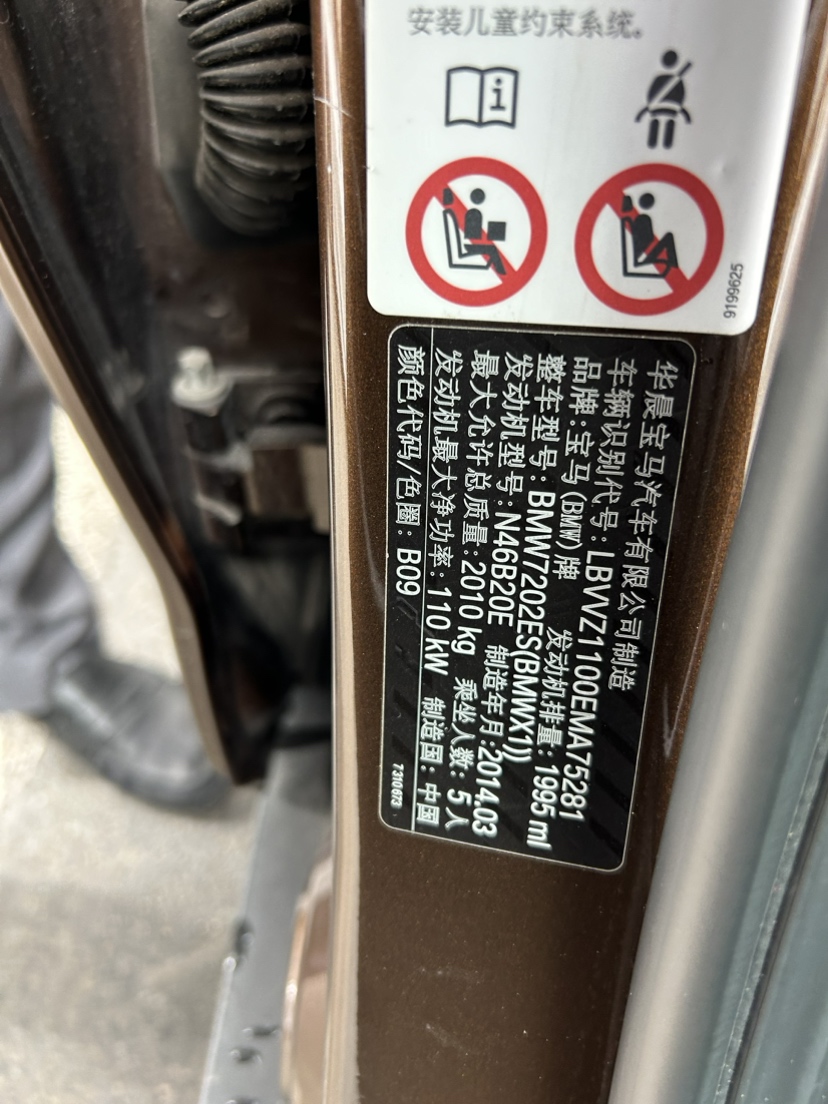 安装儿童约束系统。
9199625
华晨宝马汽车有限公司制造
车辆识别代号：LBVVZ1100EMA75281
品牌：宝马(BMW)牌 发动机排量：1995 ml
整车型号：BMW7202ES(BMWX1))
发动机型号：N46B20E 制造年月：2014.03
最大允许总质量：2010 kg 乘坐人数：5人
发动机最大净功率：110 kW 制造国：中国
颜色代码/色圈：B09
7 310 673